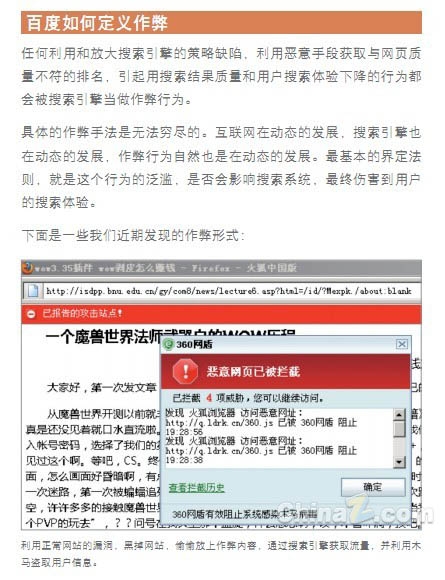 百度如何定义作弊
任何利用和放大搜索引擎的策略缺陷，利用恶意手段获取与网页质
量不符的排名，引起用搜索结果质量和用户搜索体验下降的行为都
会被搜索引擎当做作弊行为。
具体的作弊手法是无法穷尽的。互联网在动态的发展，搜索引擎也
在动态的发展，作弊行为自然也是在动态的发展。最基本的界定法
则，就是这个行为的泛滥，是否会影响搜索系统，最终伤害到用户
的搜索体验。
下面是一些我们近期发现的作弊形式：
wow3.35插件 wow剥皮怎么赚钱 - Firefox - 火狐中国版
http://isdpp.bnu.edu.cn/gy/com8/news/lecture6.asp?html=/id/?Mexpk./about:blank
已报告的攻击站点！
一个魔兽世界法师
的WOW历程
360网盾
恶意网页已被拦截
已拦截 4 项威胁，您可以继续访问。
发现 火狐浏览器 访问恶意网址：
http://q.ldrk.cn/360.js 已被 360网盾 阻止
19:28:56
发现 火狐浏览器 访问恶意网址：
http://q.ldrk.cn/360.js 已被 360网盾 阻止
19:28:38
查看拦截历史
确定
360网盾有效阻止系统感染木马病毒
大家好，第一次发文章
从魔兽世界开测以前就
真是还没见着就口水直流啦
入帐号密码，选择了我们的
见过这个啊。等吧，CS。终
面，怎么画面好昏暗啊，有
一次迷路，第一次被蝙蝠追
空，许许多多的接触
个PVP的玩去”，？？问号在
China Z.com
利用正常网站的漏洞，黑掉网站，偷偷放上作弊内容，通过搜索引擎获取流量，并利用木
马盗取用户信息。